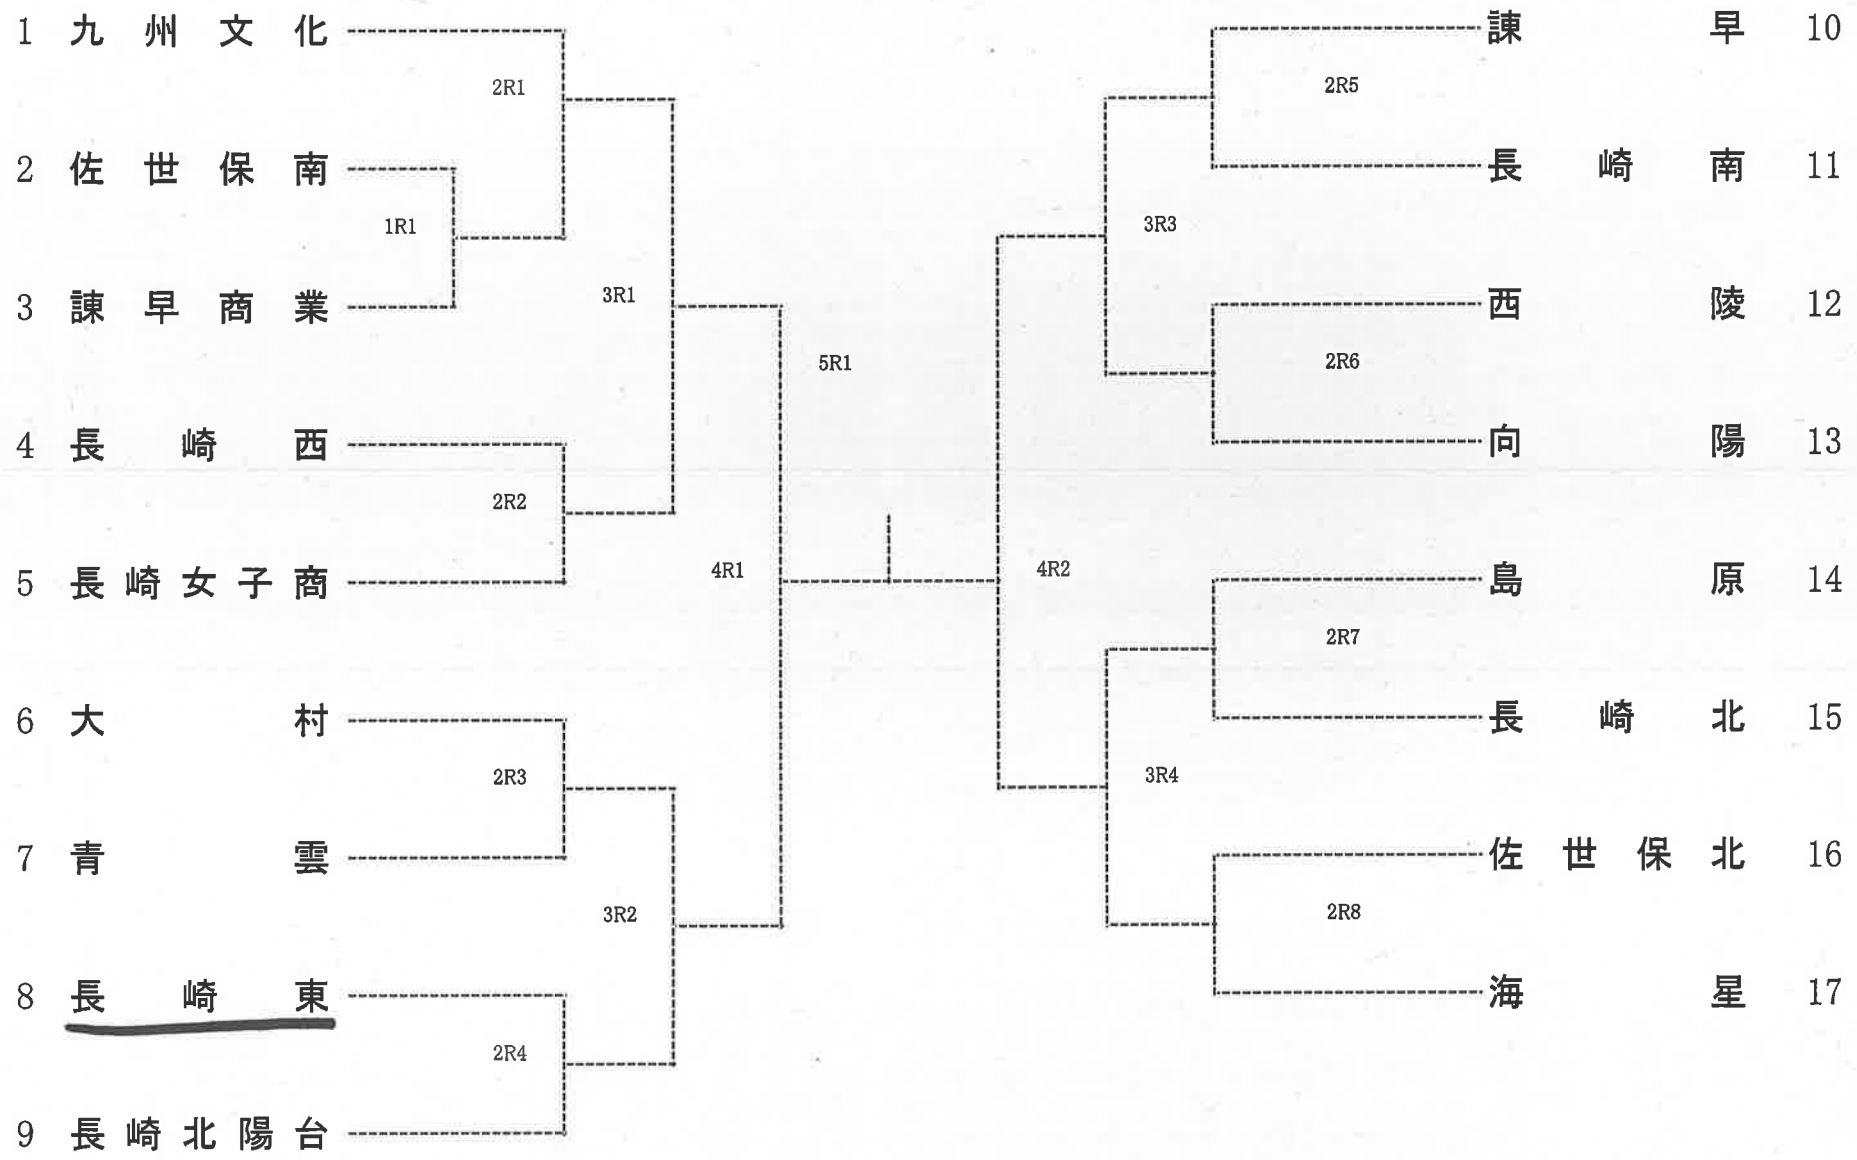 1 九州文化
2R1
2 佐世保南
1R1
3 諫早商業
3R1
4 長崎西
2R2
5 長崎女子商
4R1
6 大村
2R3
7 青雲
3R2
8 長崎東
2R4
9 長崎北陽台
5R1
諫早 10
2R5
長崎南 11
3R3
西陵 12
2R6
向陽 13
4R2
島原 14
2R7
長崎北 15
3R4
佐世保北 16
2R8
海星 17